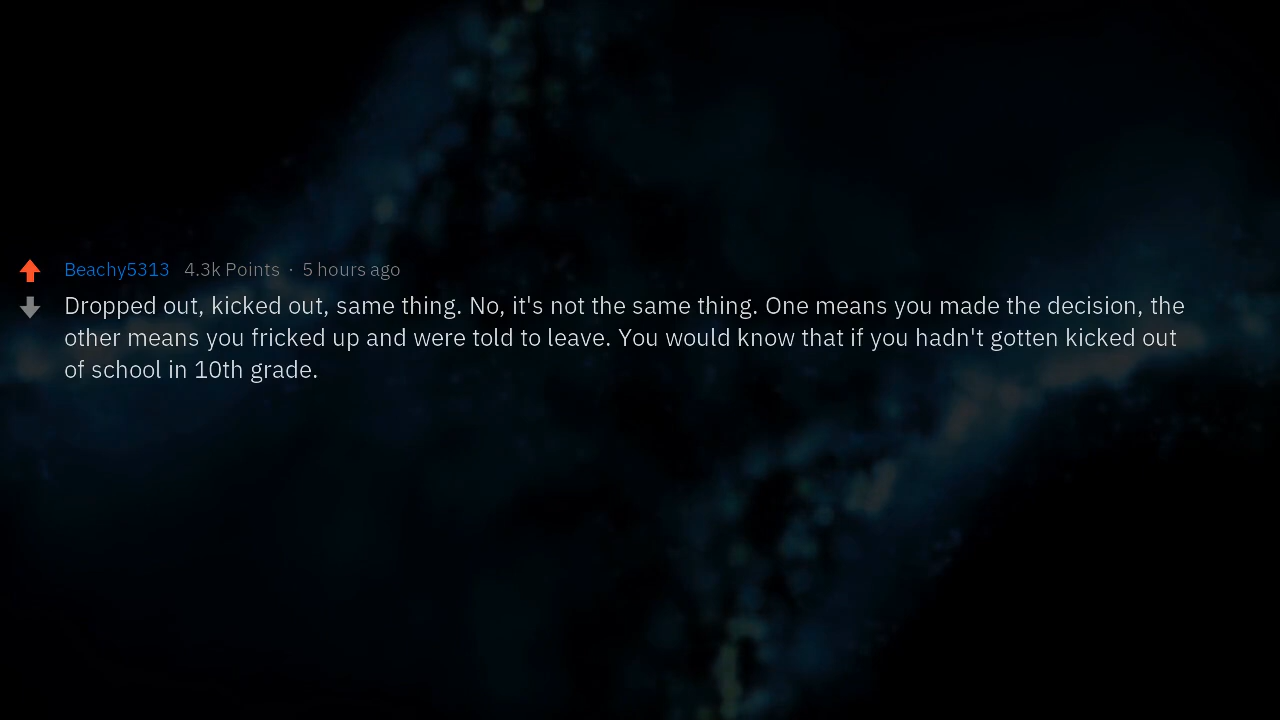 Beachy5313 4.3k Points · 5 hours ago
Dropped out, kicked out, same thing. No, it's not the same thing. One means you made the decision, the
other means you fricked up and were told to leave. You would know that if you hadn't gotten kicked out
of school in 10th grade.